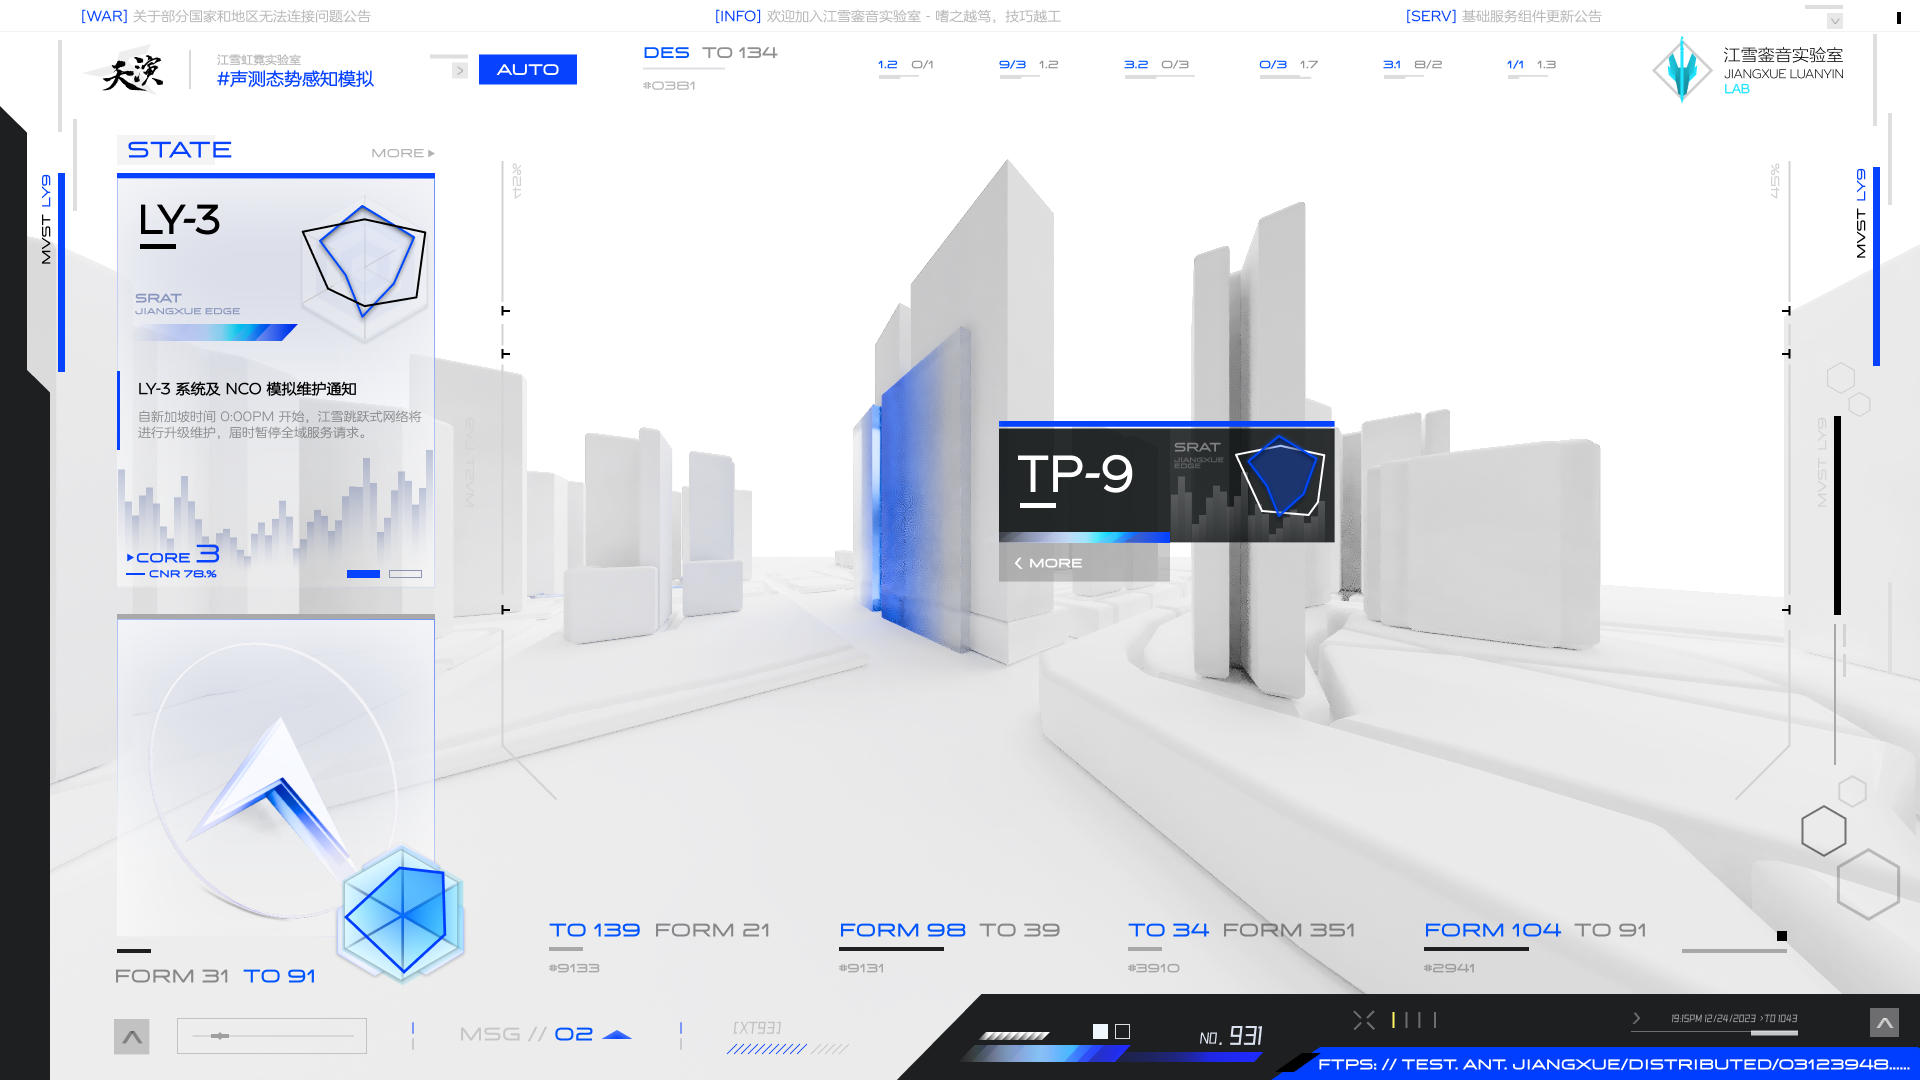 [WAR] 关于部分国家和地区无法连接问题公告
[INFO] 欢迎加入江雪銮音实验室 - 嗜之越笃，技巧越工
[SERV] 基础服务组件更新公告
天演
江雪虹霓实验室
#声测态势感知模拟
AUTO
DES TO 134
#0381
1.2 0/1
9/3 1.2
3.2 0/3
0/3 1.7
3.1 8/2
1/1 1.3
江雪銮音实验室
JIANGXUE LUANYIN
LAB
MVST LY9
STATE
MORE
LY-3
SRAT
JIANGXUE EDGE
LY-3 系统及 NCO 模拟维护通知
自新加坡时间 0:00PM 开始，江雪跳跃式网络将
进行升级维护，届时暂停全域服务请求。
CORE 3
CNR 78.%
42%
MVST LY9
TP-9
SRAT
JIANGXUE
EDGE
MORE
45%
MVST LY9
MVST LY9
FORM 31 TO 91
TO 139 FORM 21
#9133
FORM 98 TO 39
#9131
TO 34 FORM 351
#3910
FORM 104 TO 91
#2941
MSG // 02
[XT93]
NO. 931
19:15PM 12/24/2023 >TO 1043
FTPS: // TEST. ANT. JIANGXUE/DISTRIBUTED/03123948......